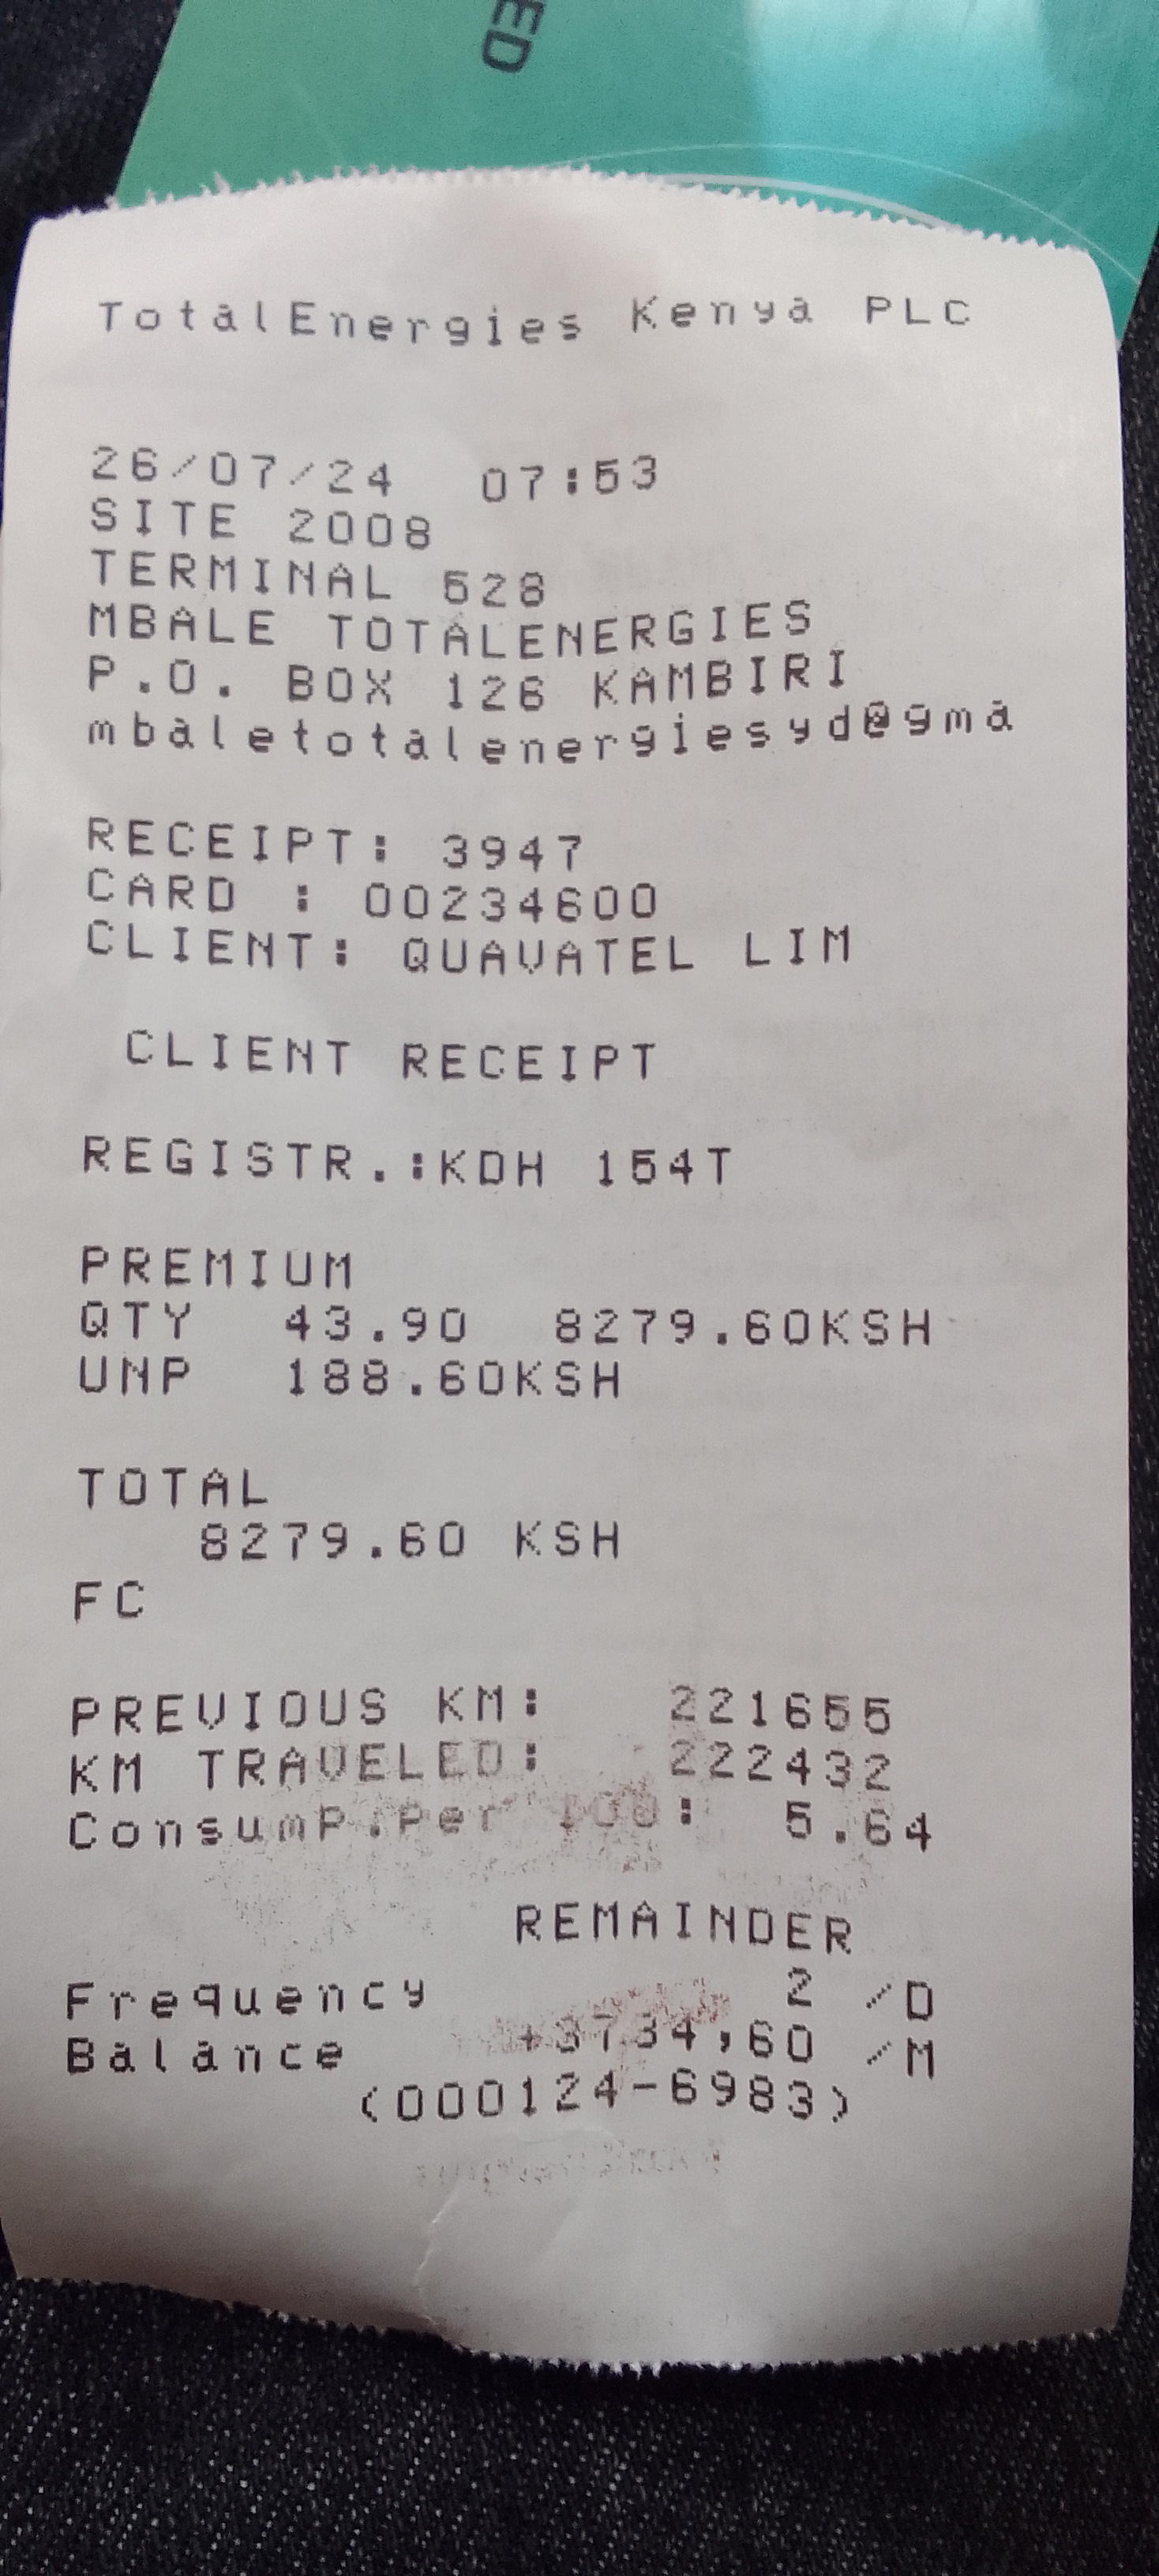 ED
TotalEnergies Kenya PLC
26/07/24 07:53
SITE 2008
TERMINAL 528
MBALE TOTALENERGIES
P.O. BOX 126 KAMBIRI
mbaletotalenergiesyd@gma
RECEIPT: 3947
CARD : 00234600
CLIENT: QUAVATEL LIM
CLIENT RECEIPT
REGISTR.:KDH 154T
PREMIUM
QTY 43.90 8279.60KSH
UNP 188.60KSH
TOTAL
8279.60 KSH
FC
PREVIOUS KM: 221655
KM TRAVELED: 222432
Consump.Per 100: 5.64
REMAINDER
Frequency 2 /D
Balance +3734,60 /M
(000124-6983)